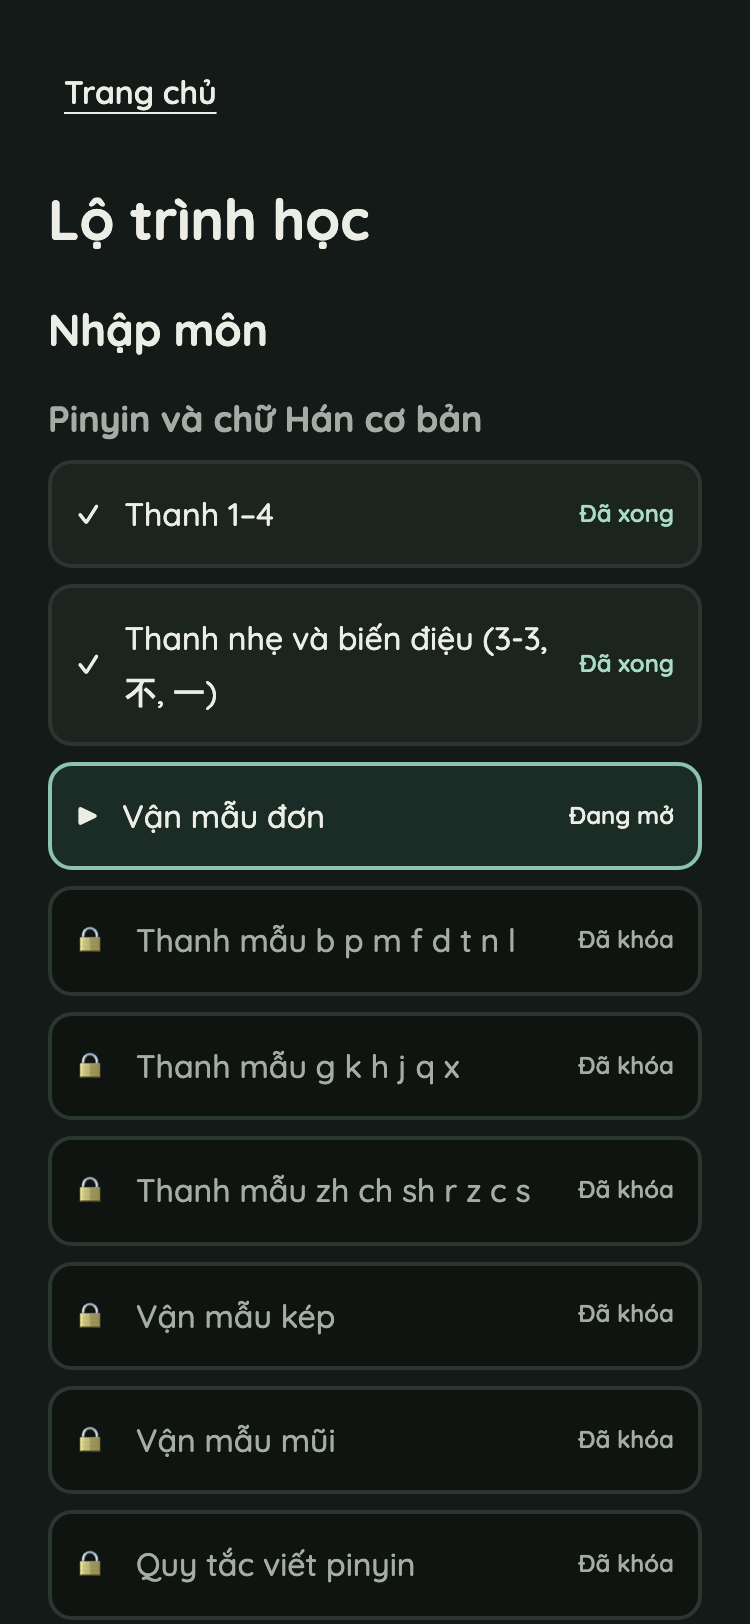 Trang chủ
Lộ trình học
Nhập môn
Pinyin và chữ Hán cơ bản
Thanh 1–4
Đã xong
Thanh nhẹ và biến điệu (3-3,
不, 一)
Đã xong
Vận mẫu đơn
Đang mở
Thanh mẫu b p m f d t n l
Đã khóa
Thanh mẫu g k h j q x
Đã khóa
Thanh mẫu zh ch sh r z c s
Đã khóa
Vận mẫu kép
Đã khóa
Vận mẫu mũi
Đã khóa
Quy tắc viết pinyin
Đã khóa